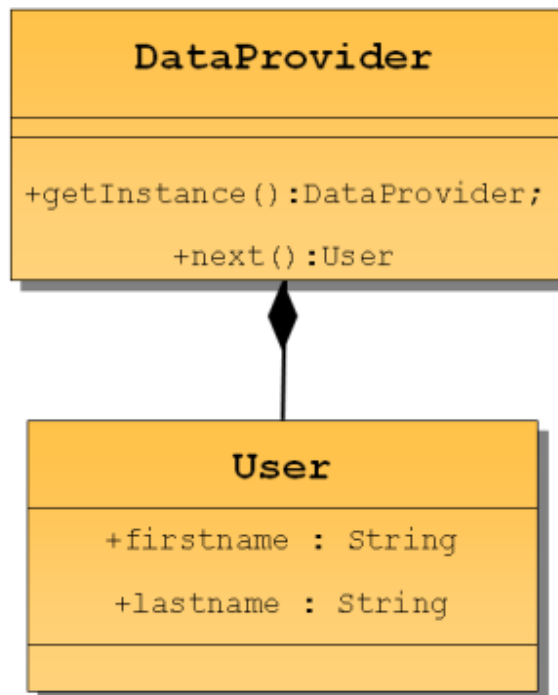 DataProvider
+getInstance():DataProvider;
+next():User
User
+firstname : String
+lastname : String